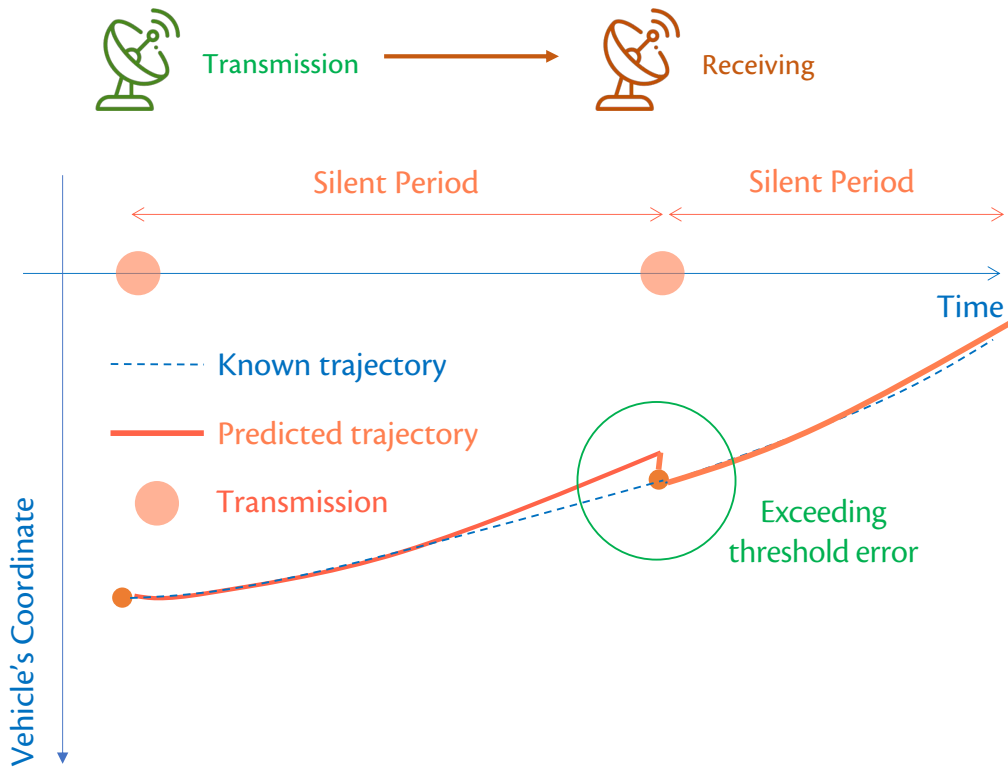 Transmission
Receiving
Silent Period
Silent Period
Time
Known trajectory
Predicted trajectory
Transmission
Exceeding
threshold error
Vehicle's Coordinate